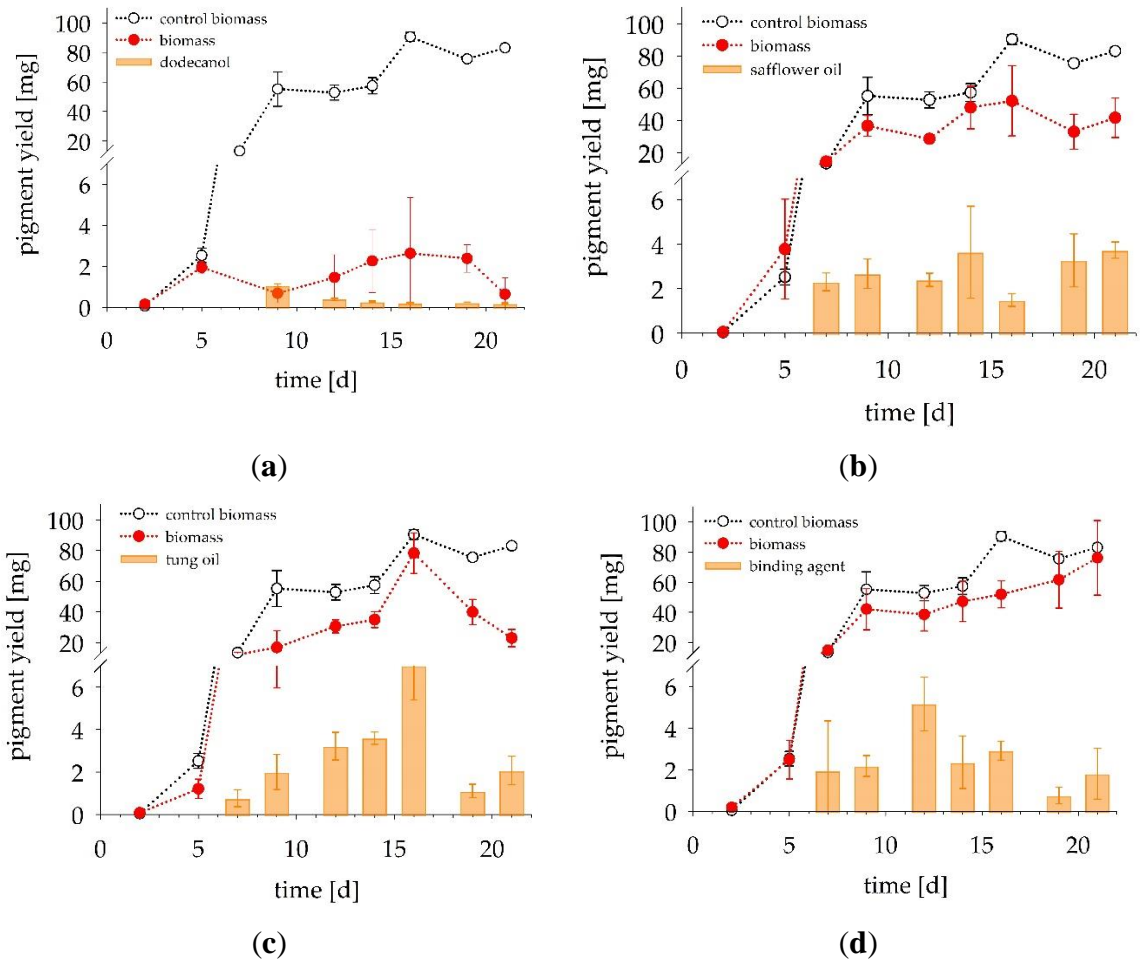 pigment yield [mg]
100
80
60
40
20
6
4
2
0
control biomass
biomass
dodecanol
0 5 10 15 20
time [d]
(a)
pigment yield [mg]
100
80
60
40
20
6
4
2
0
control biomass
biomass
safflower oil
0 5 10 15 20
time [d]
(b)
pigment yield [mg]
100
80
60
40
20
6
4
2
0
control biomass
biomass
tung oil
0 5 10 15 20
time [d]
(c)
pigment yield [mg]
100
80
60
40
20
6
4
2
0
control biomass
biomass
binding agent
0 5 10 15 20
time [d]
(d)